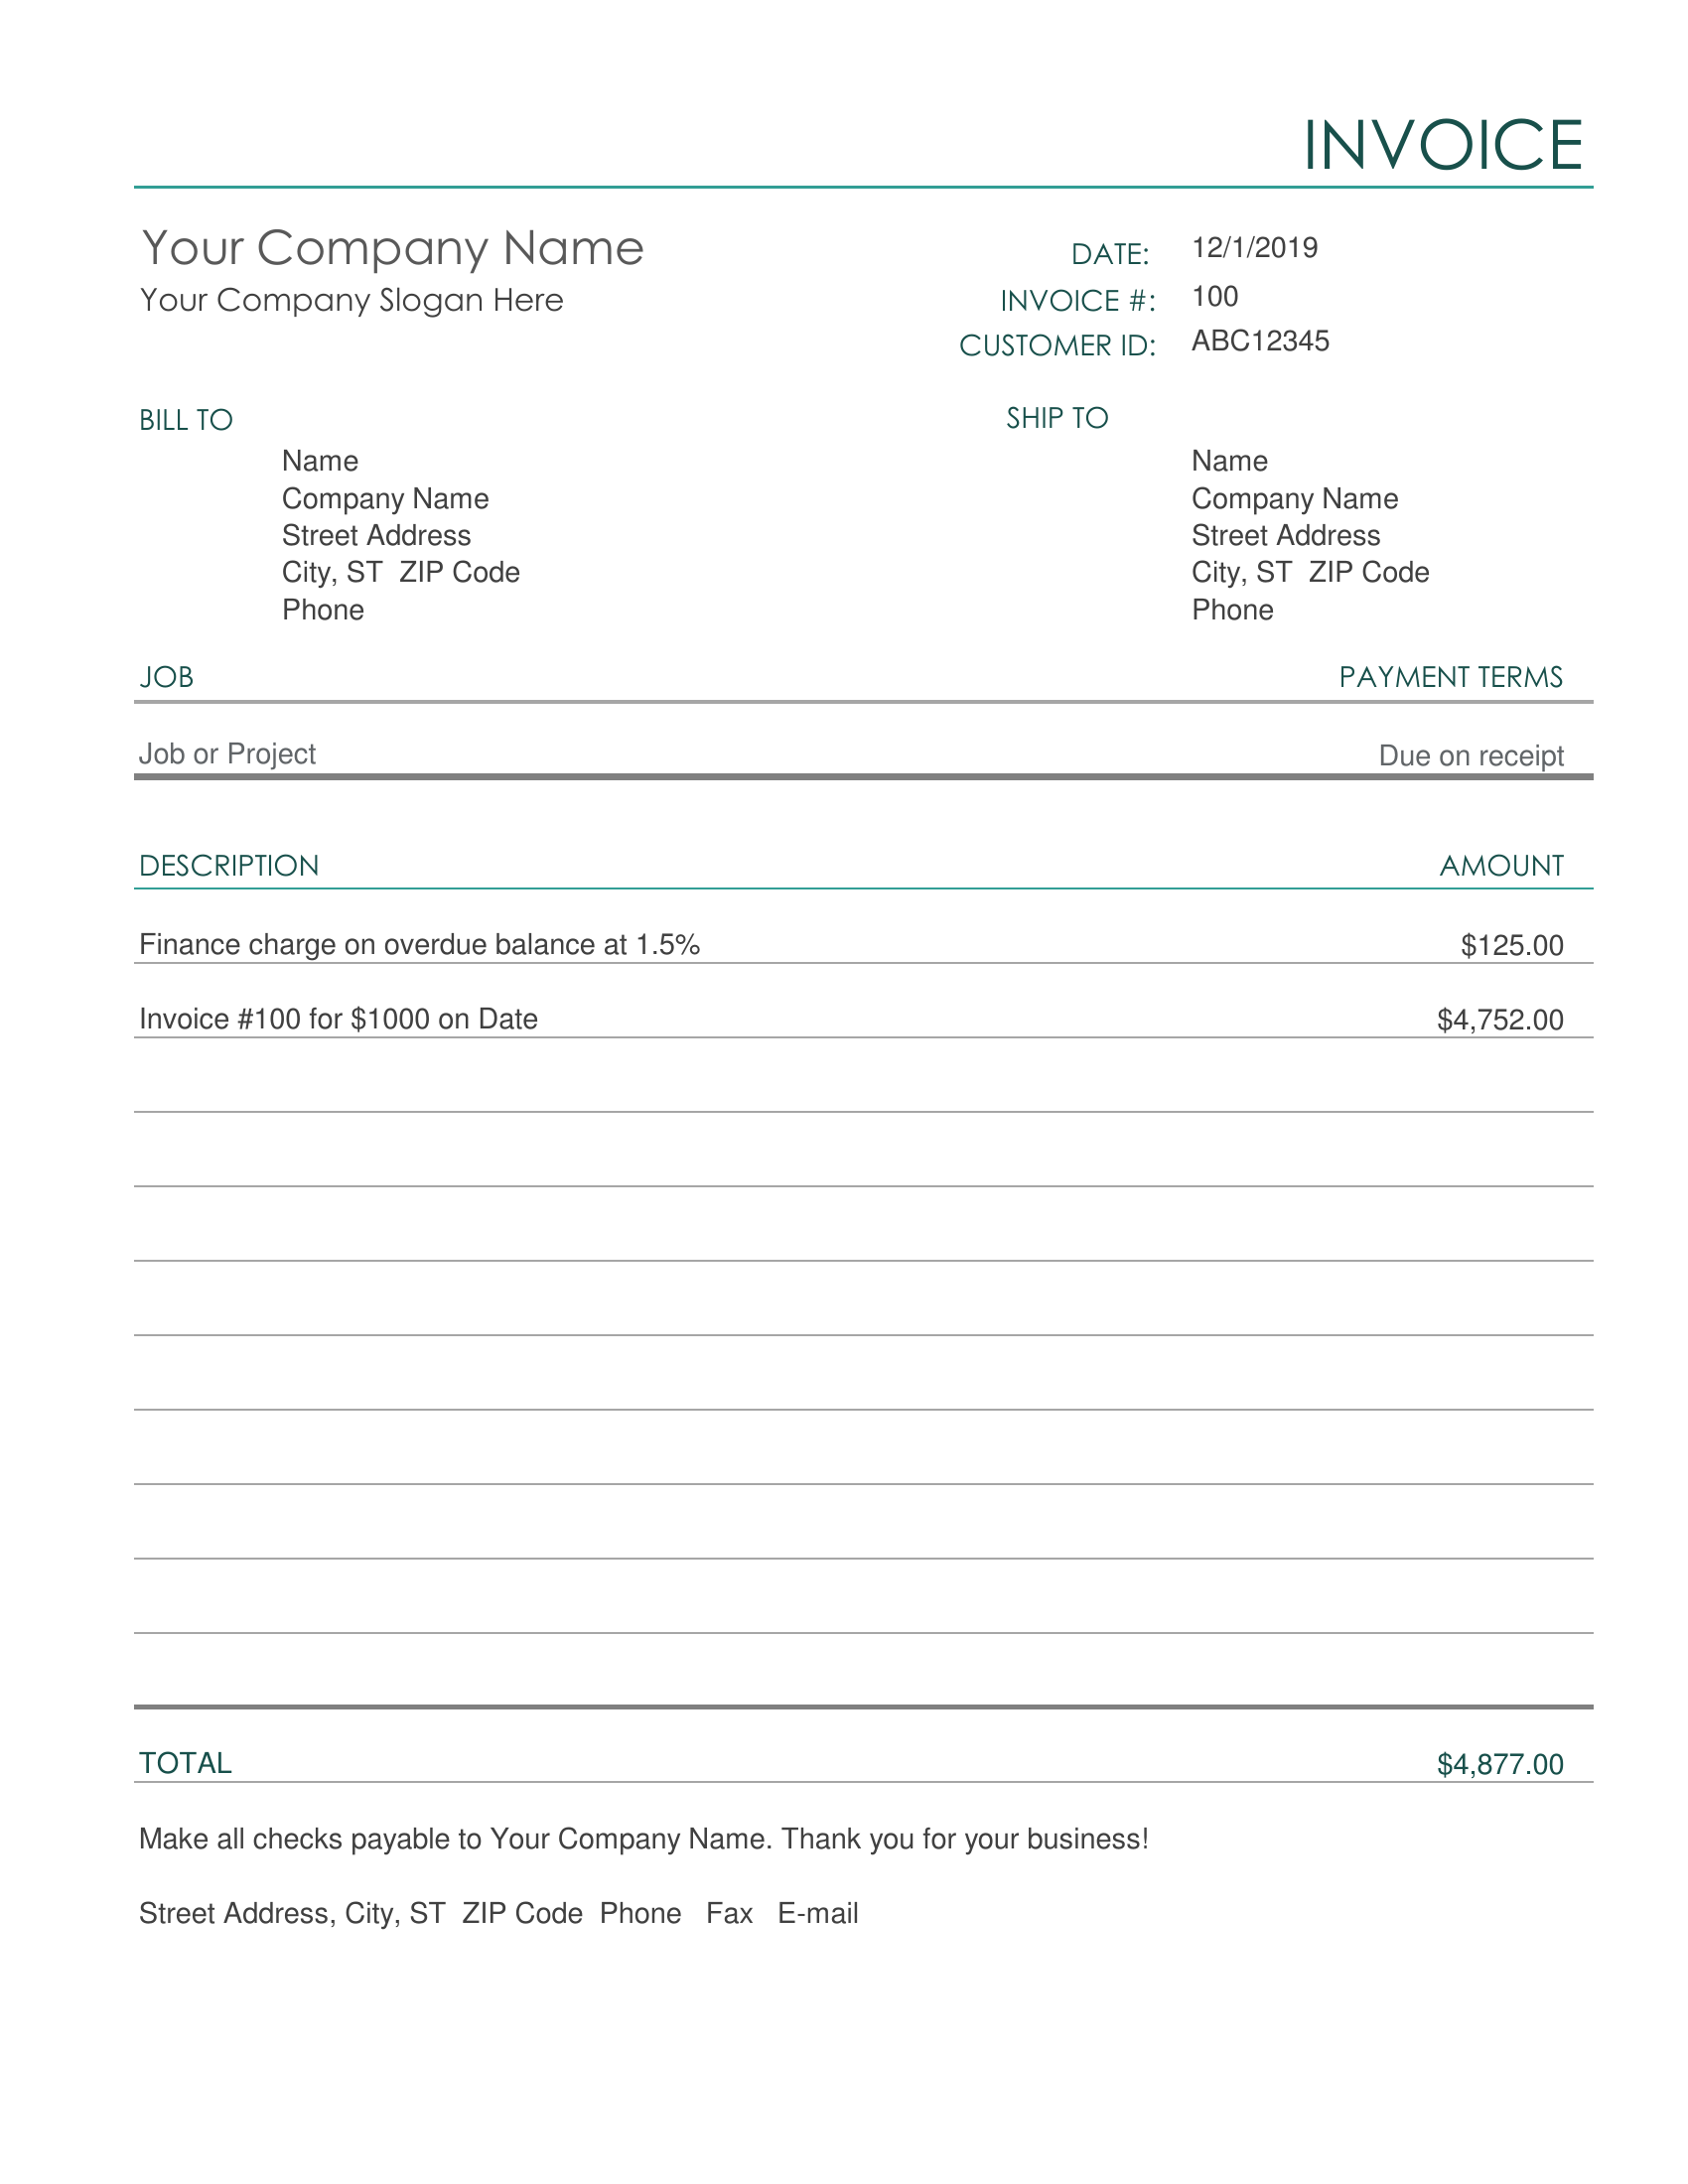 INVOICE
Your Company Name
Your Company Slogan Here
DATE: 12/1/2019
INVOICE #: 100
CUSTOMER ID: ABC12345
BILL TO
Name
Company Name
Street Address
City, ST  ZIP Code
Phone
SHIP TO
Name
Company Name
Street Address
City, ST  ZIP Code
Phone
JOB PAYMENT TERMS
Job or Project Due on receipt
DESCRIPTION AMOUNT
Finance charge on overdue balance at 1.5% $125.00
Invoice #100 for $1000 on Date $4,752.00
TOTAL $4,877.00
Make all checks payable to Your Company Name. Thank you for your business!
Street Address, City, ST  ZIP Code  Phone   Fax   E-mail